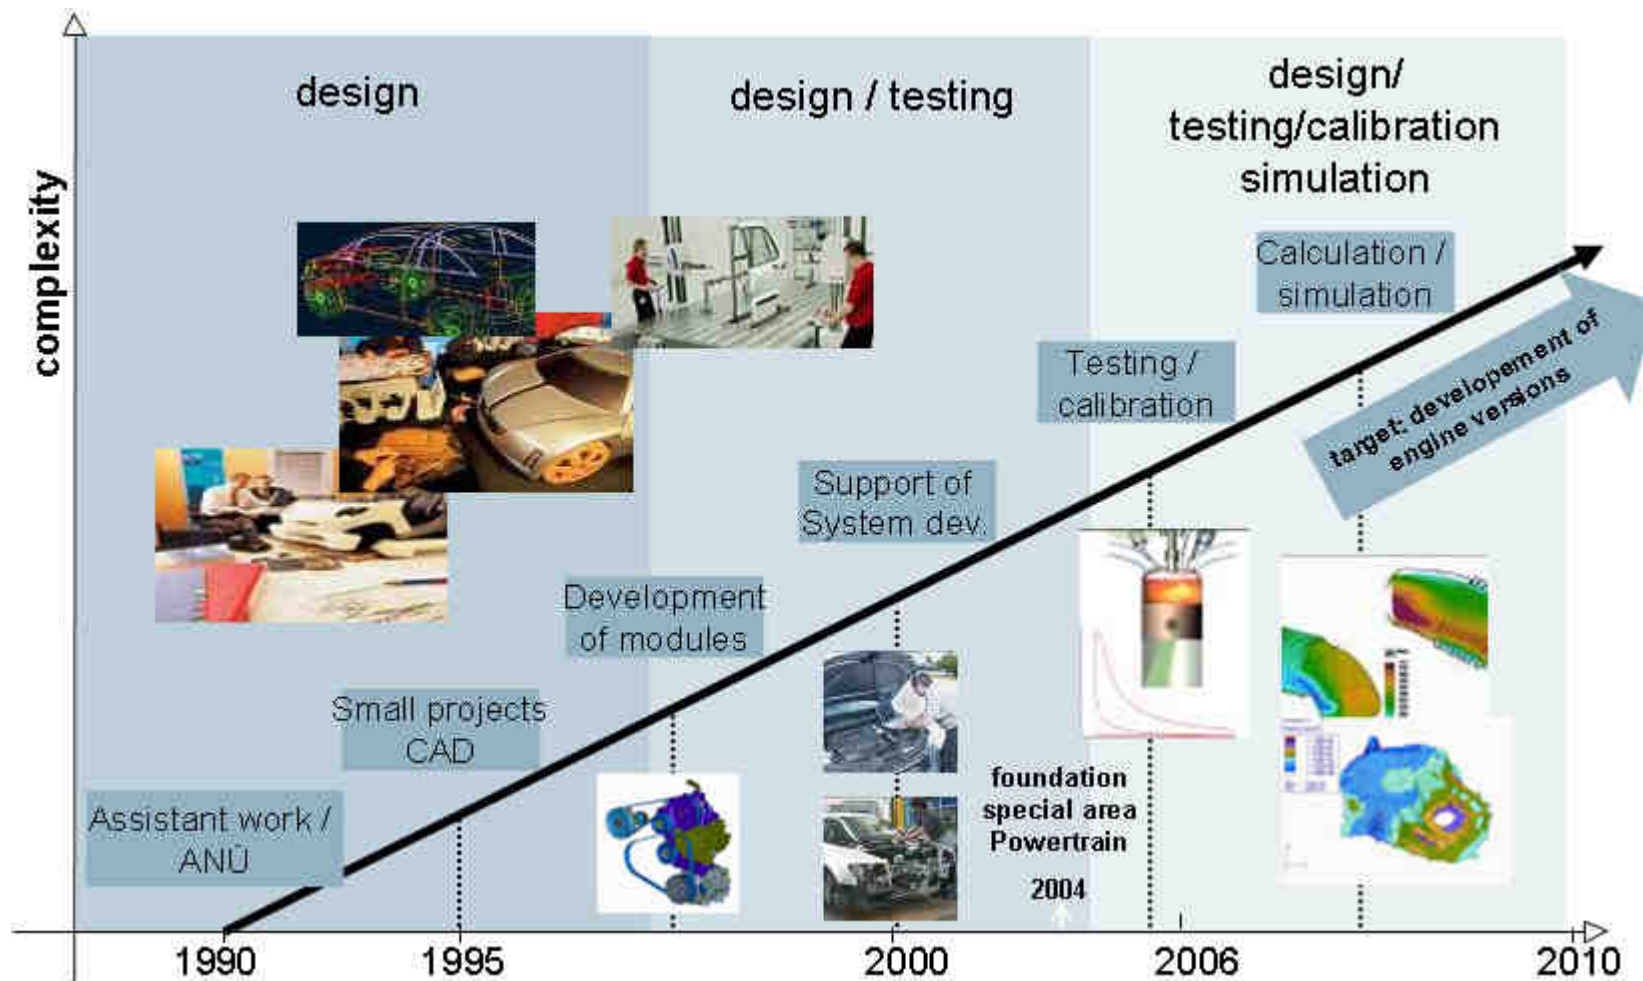 design
design / testing
design/
testing/calibration
simulation
complexity
Calculation /
simulation
Testing /
calibration
target: developement of
engine versions
Support of
System dev.
Development
of modules
Small projects
CAD
Assistant work /
ANÜ
foundation
special area
Powertrain
2004
1990
1995
2000
2006
2010